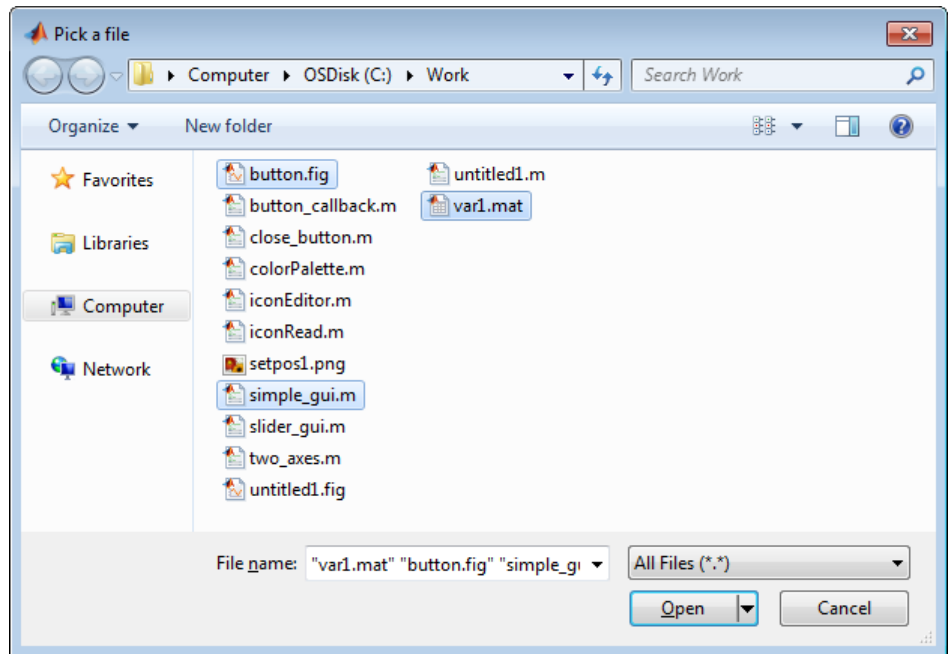 Pick a file
Computer OSDisk (C:) Work
Search Work
Organize
New folder
Favorites
Libraries
Computer
Network
button.fig
button_callback.m
close_button.m
colorPalette.m
iconEditor.m
iconRead.m
setpos1.png
simple_gui.m
slider_gui.m
two_axes.m
untitled1.fig
untitled1.m
var1.mat
File name: "var1.mat" "button.fig" "simple_g
All Files (*.*)
Open
Cancel